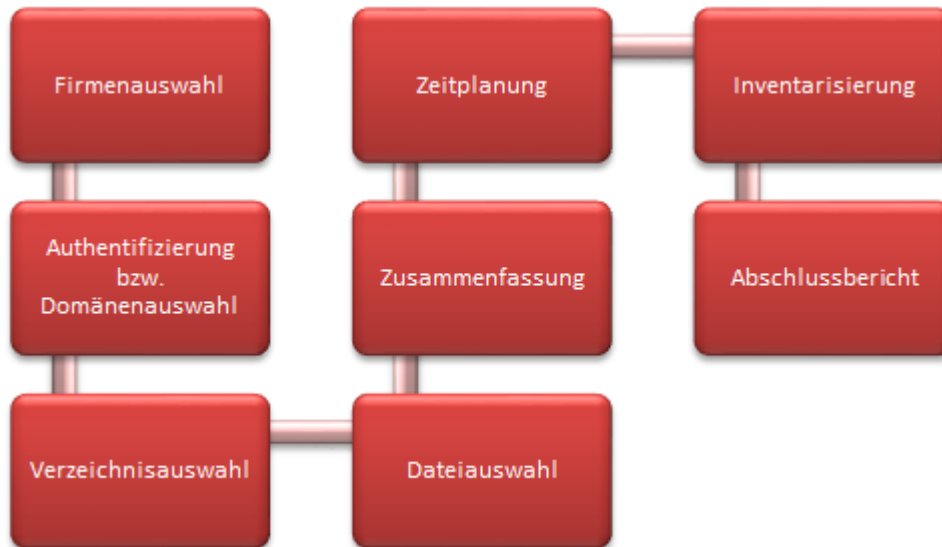 Firmenauswahl
Authentifizierung
bzw.
Domänenauswahl
Verzeichnisauswahl
Dateiauswahl
Zusammenfassung
Zeitplanung
Inventarisierung
Abschlussbericht